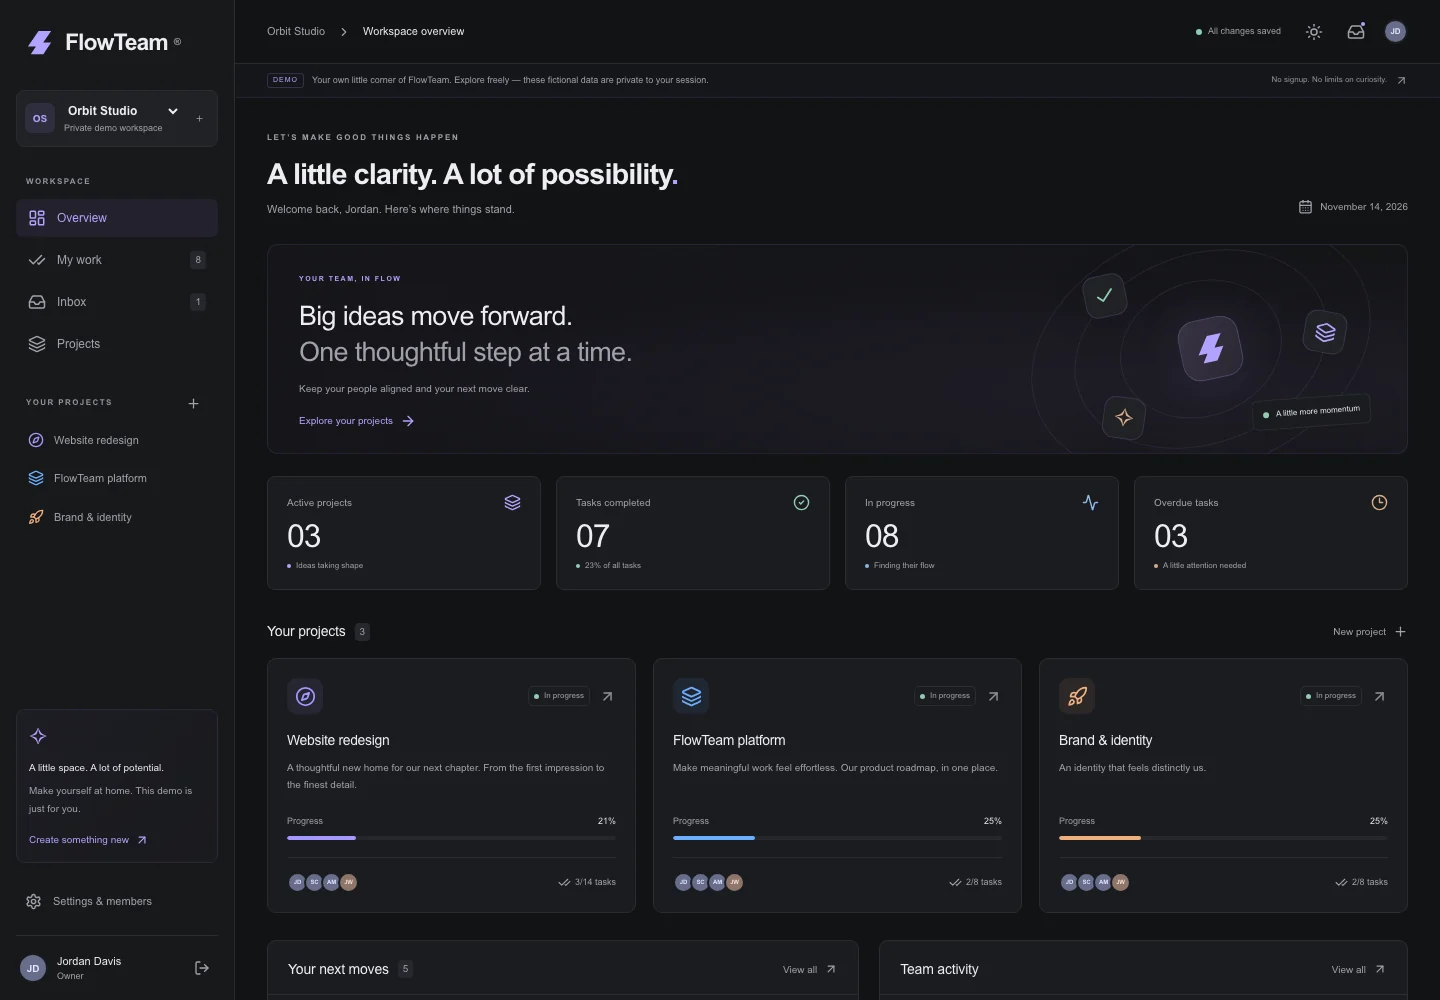 FlowTeam ®
OS
Orbit Studio
Private demo workspace
WORKSPACE
Overview
My work 8
Inbox 1
Projects
YOUR PROJECTS
Website redesign
FlowTeam platform
Brand & identity
A little space. A lot of potential.
Make yourself at home. This demo is
just for you.
Create something new
Settings & members
JD
Jordan Davis
Owner
Orbit Studio > Workspace overview
All changes saved
JD
DEMO Your own little corner of FlowTeam. Explore freely — these fictional data are private to your session.
No signup. No limits on curiosity.
LET'S MAKE GOOD THINGS HAPPEN
A little clarity. A lot of possibility.
Welcome back, Jordan. Here's where things stand.
November 14, 2026
YOUR TEAM, IN FLOW
Big ideas move forward.
One thoughtful step at a time.
Keep your people aligned and your next move clear.
Explore your projects
A little more momentum
Active projects
03
Ideas taking shape
Tasks completed
07
23% of all tasks
In progress
08
Finding their flow
Overdue tasks
03
A little attention needed
Your projects 3
New project +
In progress
Website redesign
A thoughtful new home for our next chapter. From the first impression to
the finest detail.
Progress 21%
JD SC AM JW
3/14 tasks
In progress
FlowTeam platform
Make meaningful work feel effortless. Our product roadmap, in one place.
Progress 25%
JD SC AM JW
2/8 tasks
In progress
Brand & identity
An identity that feels distinctly us.
Progress 25%
JD SC AM JW
2/8 tasks
Your next moves 5
View all
Team activity
View all